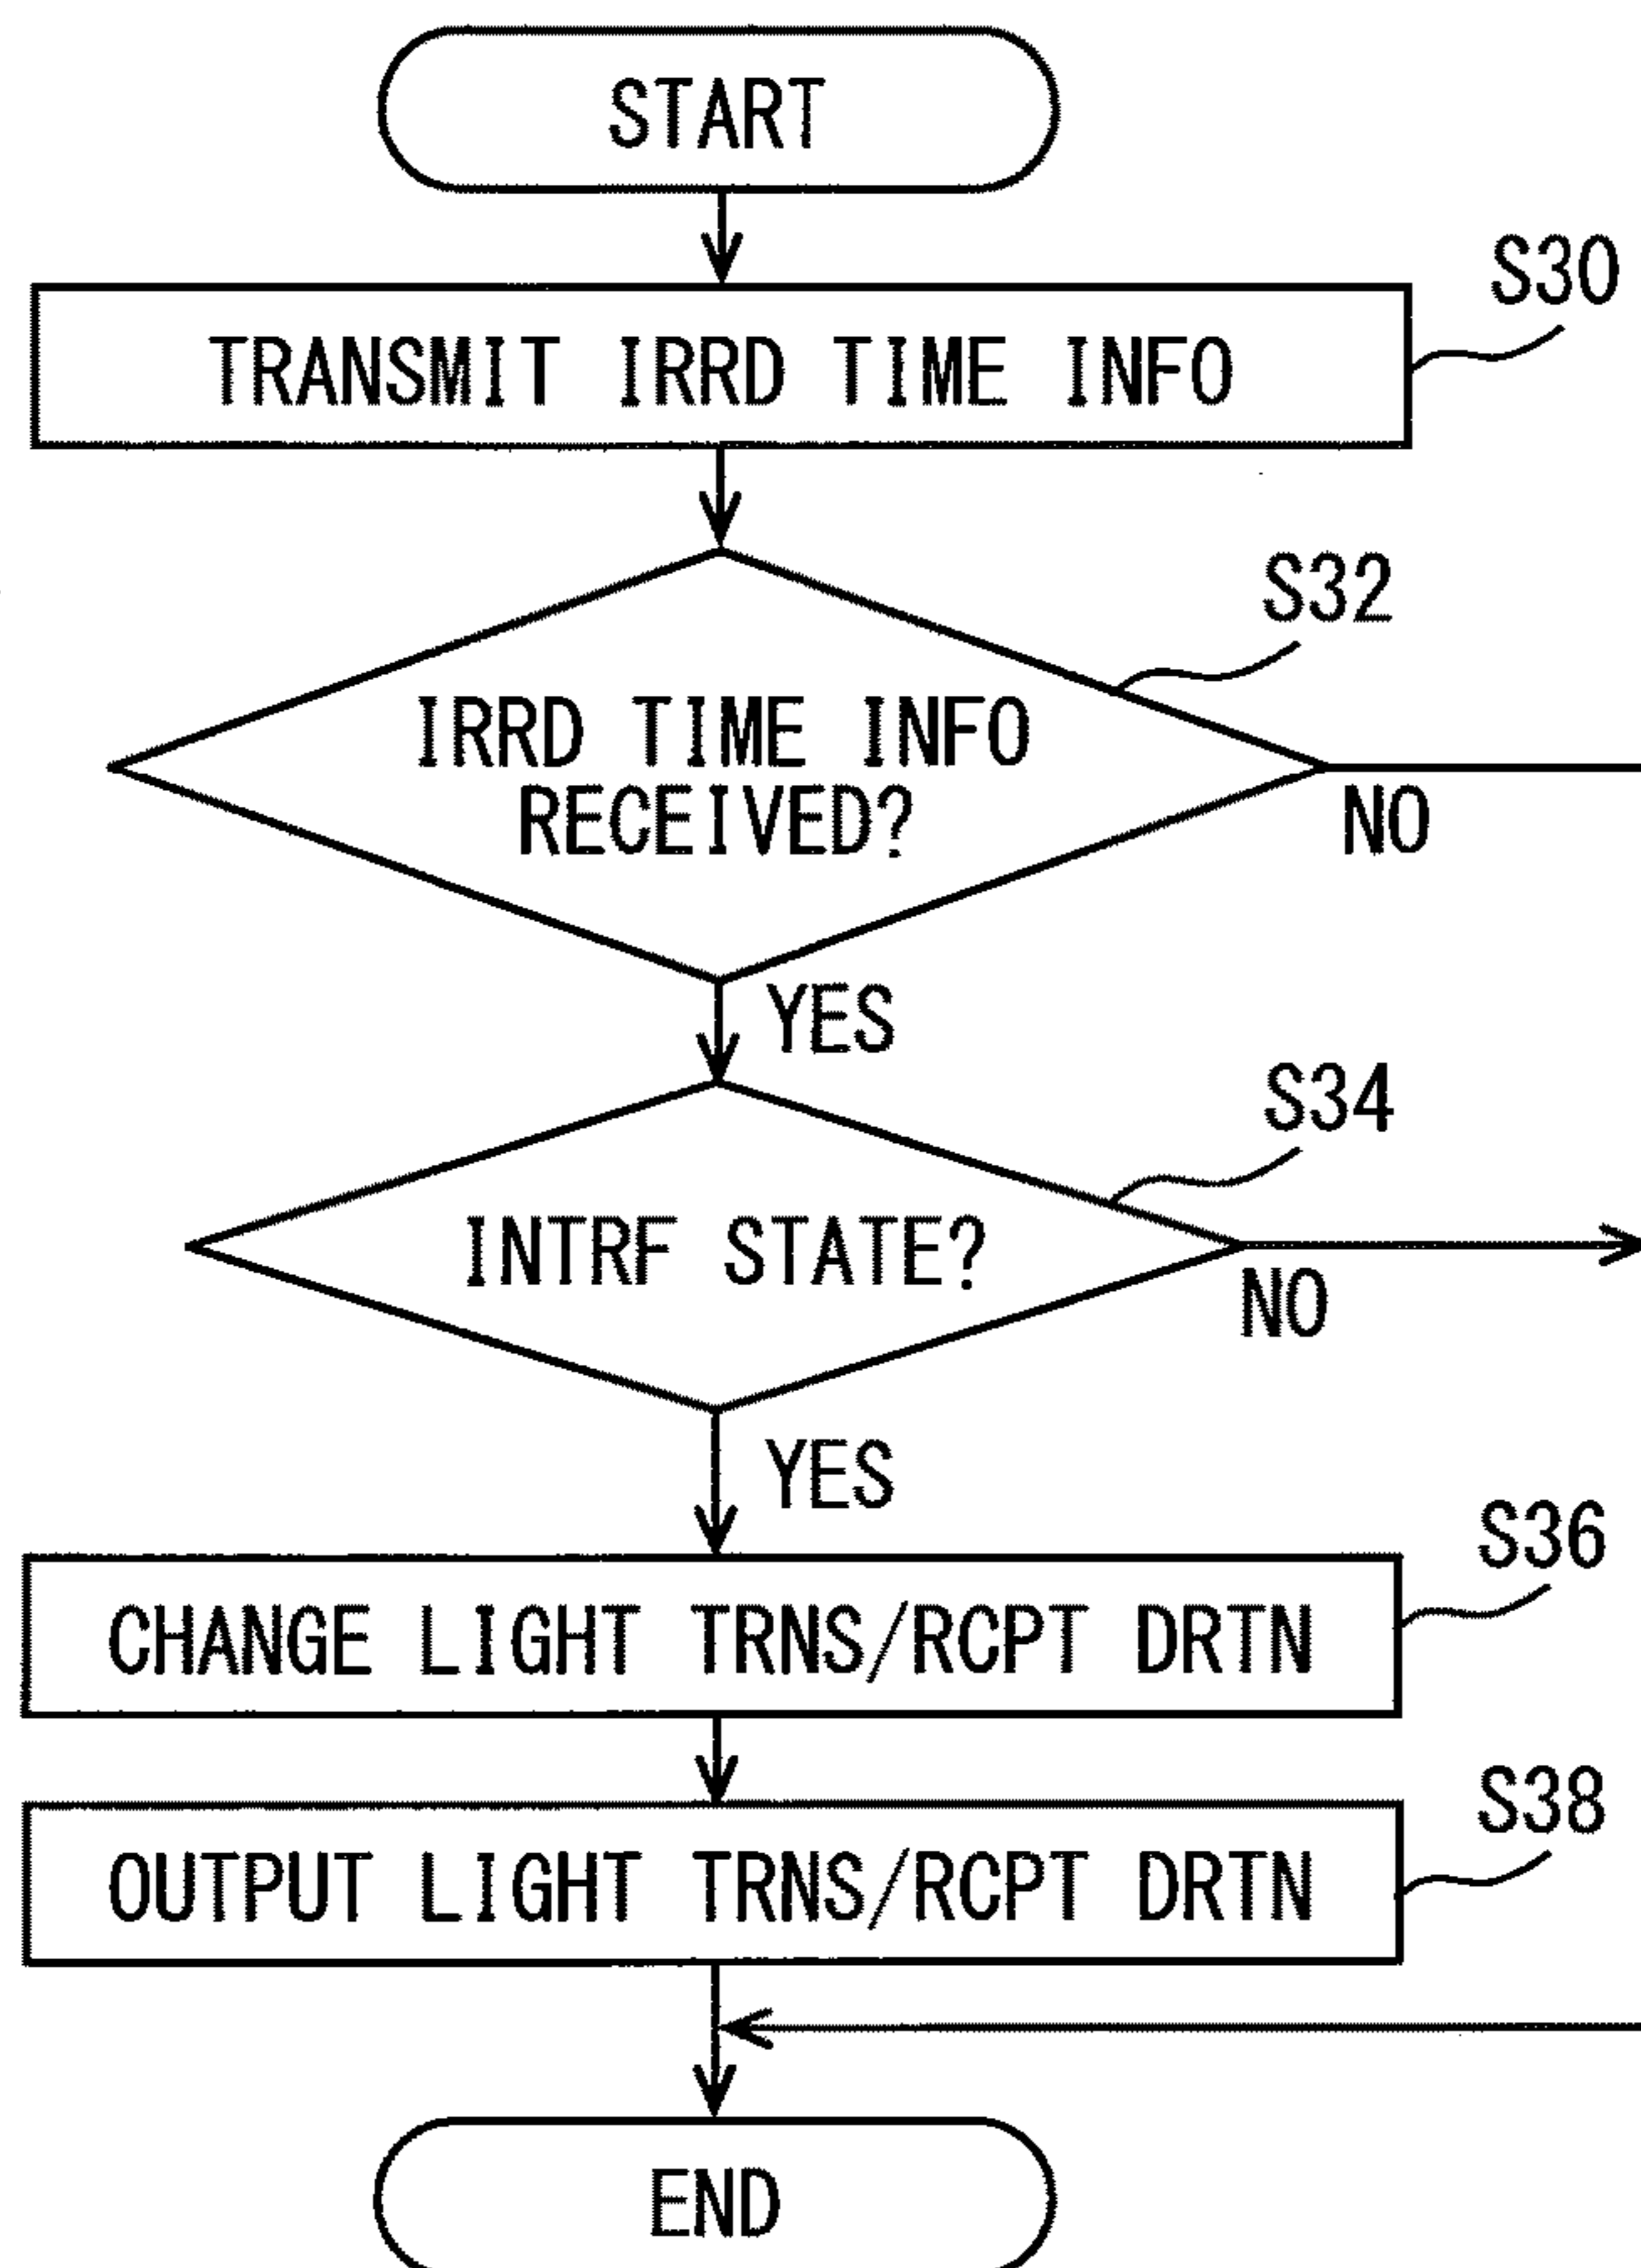 START
S30
TRANSMIT IRRD TIME INFO
S32
IRRD TIME INFO
RECEIVED?
NO
YES
S34
INTRF STATE?
NO
YES
S36
CHANGE LIGHT TRNS/RCPT DRTN
S38
OUTPUT LIGHT TRNS/RCPT DRTN
END